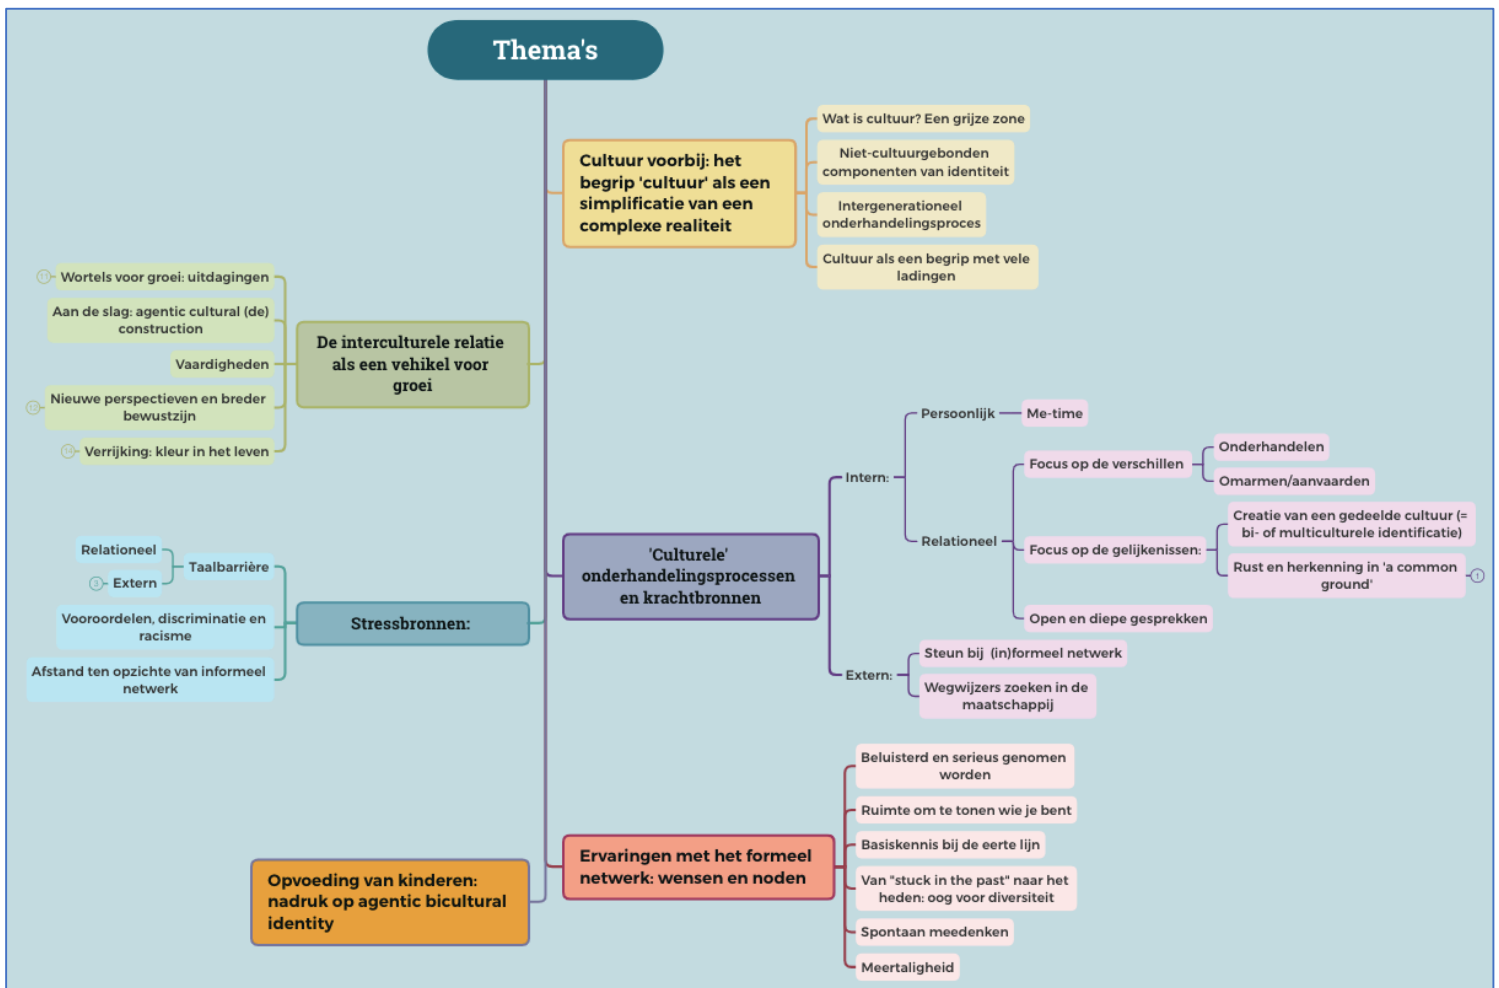 Thema's
Cultuur voorbij: het
begrip 'cultuur' als een
simplificatie van een
complexe realiteit
Wat is cultuur? Een grijze zone
Niet-cultuurgebonden
componenten van identiteit
Intergenerationeel
onderhandelingsproces
Cultuur als een begrip met vele
ladingen
De interculturele relatie
als een vehikel voor
groei
11
Wortels voor groei: uitdagingen
Aan de slag: agentic cultural (de)
construction
Vaardigheden
12
Nieuwe perspectieven en breder
bewustzijn
14
Verrijking: kleur in het leven
'Culturele'
onderhandelingsprocessen
en krachtbronnen
Intern:
Persoonlijk
Me-time
Relationeel
Focus op de verschillen
Onderhandelen
Omarmen/aanvaarden
Focus op de gelijkenissen:
Creatie van een gedeelde cultuur (=
bi- of multiculturele identificatie)
Rust en herkenning in 'a common
ground'
1
Open en diepe gesprekken
Extern:
Steun bij (in)formeel netwerk
Wegwijzers zoeken in de
maatschappij
Stressbronnen:
Taalbarrière
Relationeel
3
Extern
Vooroordelen, discriminatie en
racisme
Afstand ten opzichte van informeel
netwerk
Ervaringen met het formeel
netwerk: wensen en noden
Beluisterd en serieus genomen
worden
Ruimte om te tonen wie je bent
Basiskennis bij de eerte lijn
Van "stuck in the past" naar het
heden: oog voor diversiteit
Spontaan meedenken
Meertaligheid
Opvoeding van kinderen:
nadruk op agentic bicultural
identity